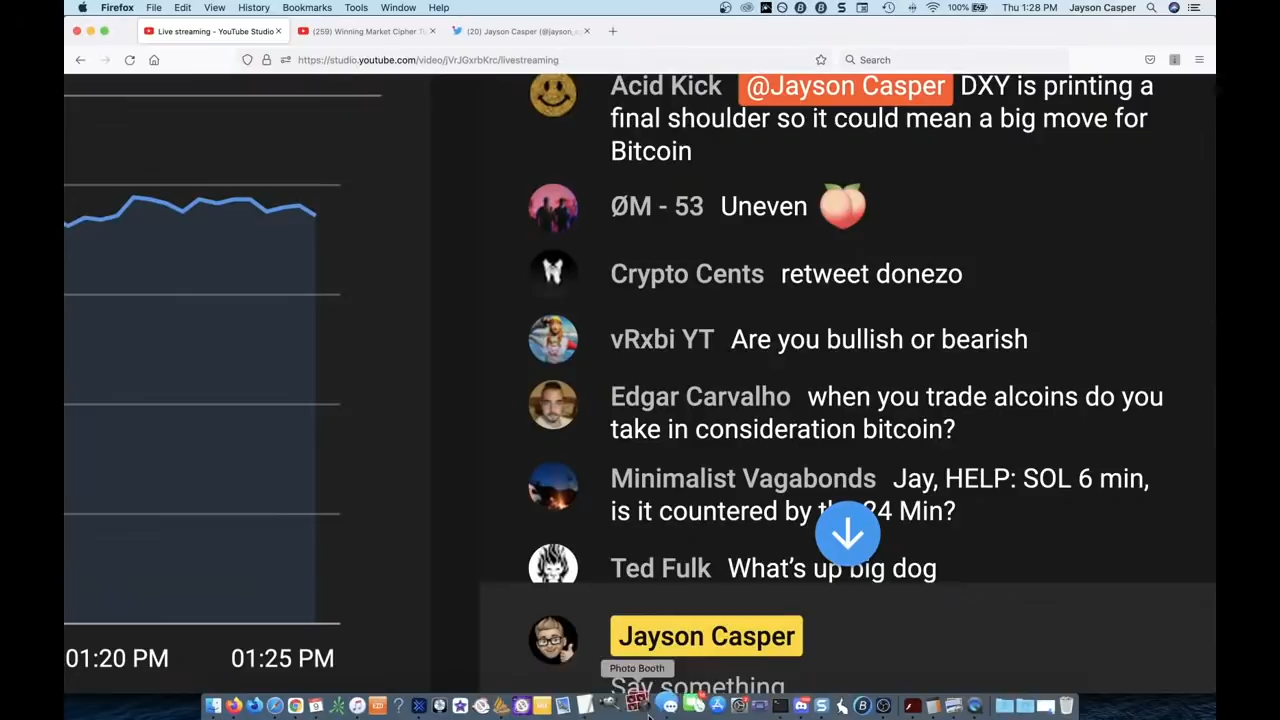 Firefox File Edit View History Bookmarks Tools Window Help 100% Thu 1:28 PM Jayson Casper
Live streaming - YouTube Studio (259) Winning Market Cipher (20) Jayson Casper
https://studio.youtube.com/video/jVrJGxrbKrc/livestreaming Search
Acid Kick @Jayson Casper DXY is printing a
final shoulder so it could mean a big move for
Bitcoin
ØM - 53 Uneven
Crypto Cents retweet donezo
vRxbi YT Are you bullish or bearish
Edgar Carvalho when you trade alcoins do you
take in consideration bitcoin?
Minimalist Vagabonds Jay, HELP: SOL 6 min,
is it countered by 24 Min?
Ted Fulk What's up big dog
Jayson Casper
01:20 PM 01:25 PM
Photo Booth
Say something